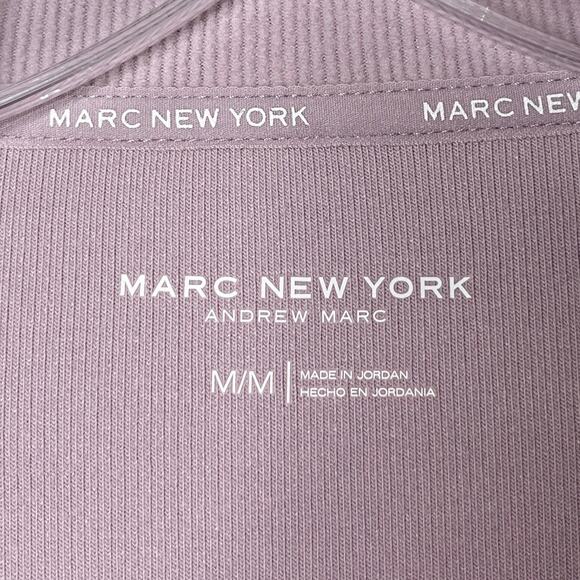 MARC NEW YORK MARC NEW
MARC NEW YORK
ANDREW MARC
M/M
MADE IN JORDAN
HECHO EN JORDANIA